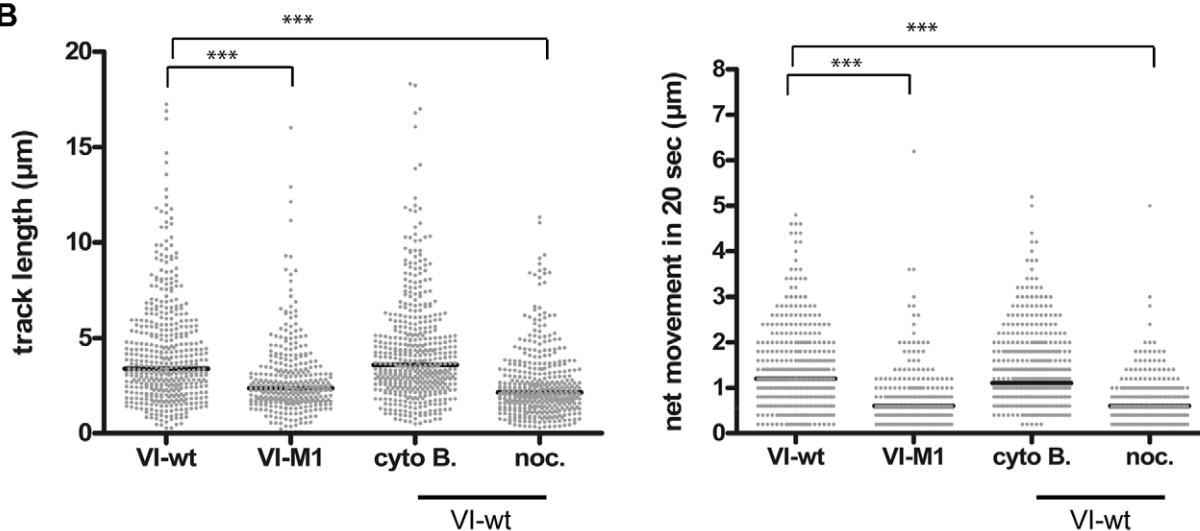 B
***
***
20
15
10
5
0
track length (μm)
VI-wt VI-M1 cyto B. noc.
VI-wt
***
***
8
7
6
5
4
3
2
1
0
net movement in 20 sec (μm)
VI-wt VI-M1 cyto B. noc.
VI-wt